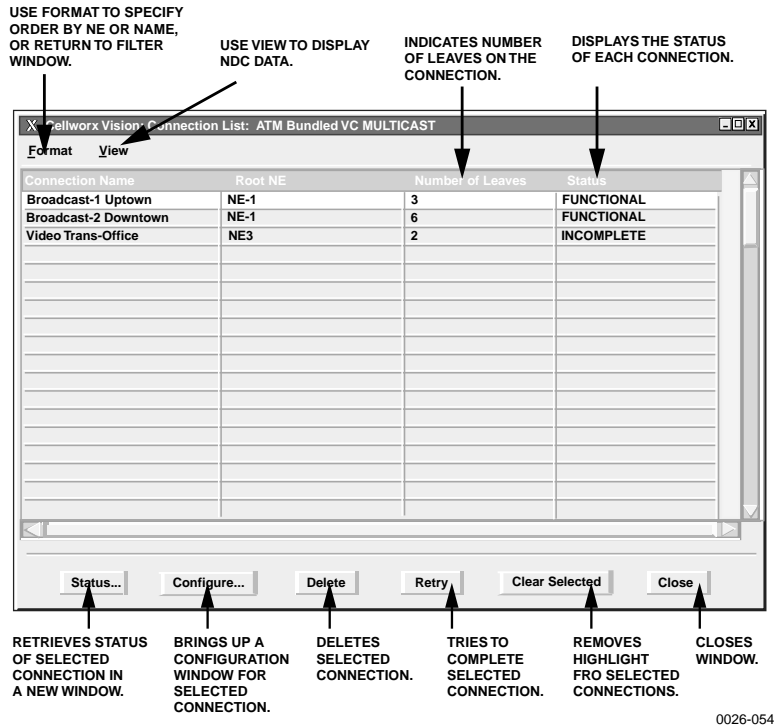 USE FORMAT TO SPECIFY
ORDER BY NE OR NAME,
OR RETURN TO FILTER
WINDOW.
USE VIEW TO DISPLAY
NDC DATA.
INDICATES NUMBER
OF LEAVES ON THE
CONNECTION.
DISPLAYS THE STATUS
OF EACH CONNECTION.
X Cellworx Vision: Connection List: ATM Bundled VC MULTICAST
Format View
Connection Name Root NE Number of Leaves Status
Broadcast-1 Uptown NE-1 3 FUNCTIONAL
Broadcast-2 Downtown NE-1 6 FUNCTIONAL
Video Trans-Office NE3 2 INCOMPLETE
Status... Configure... Delete Retry Clear Selected Close
RETRIEVES STATUS
OF SELECTED
CONNECTION IN
A NEW WINDOW.
BRINGS UP A
CONFIGURATION
WINDOW FOR
SELECTED
CONNECTION.
DELETES
SELECTED
CONNECTION.
TRIES TO
COMPLETE
SELECTED
CONNECTION.
REMOVES
HIGHLIGHT
FRO SELECTED
CONNECTIONS.
CLOSES
WINDOW.
0026-054